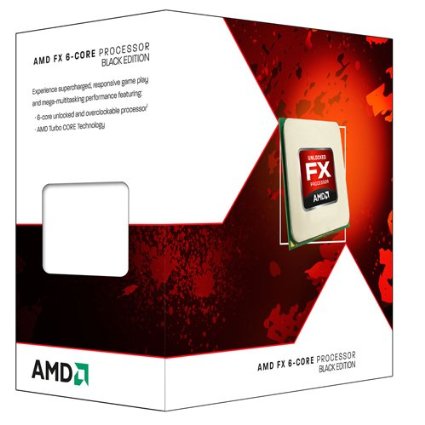 AMD FX 6-CORE PROCESSOR
BLACK EDITION
Experience supercharged, responsive game play
and mega-multitasking performance featuring:
· 6-core unlocked and overclockable processor¹
· AMD Turbo CORE Technology
UNLOCKED
FX
PROCESSOR
AMD
AMD
AMD FX 6-CORE PROCESSOR
BLACK EDITION